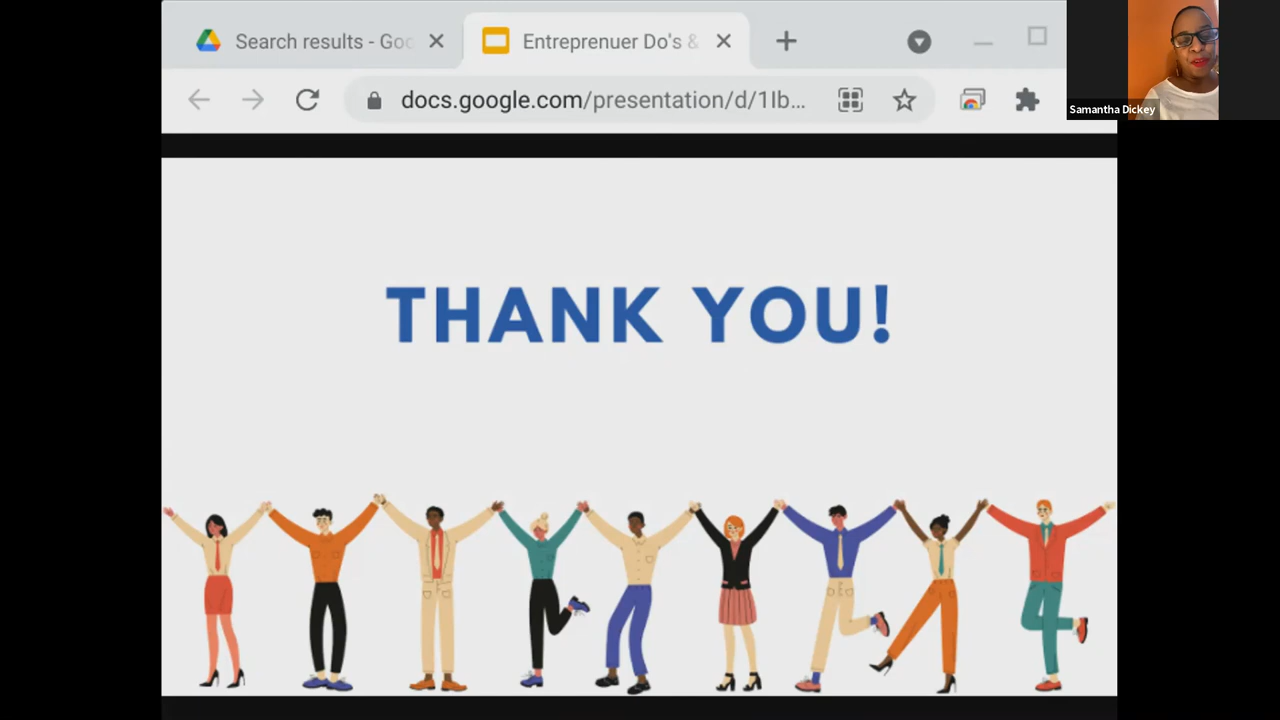 Search results - Goo
Entreprenuer Do's &
docs.google.com/presentation/d/1Ib...
Samantha Dickey
THANK YOU!